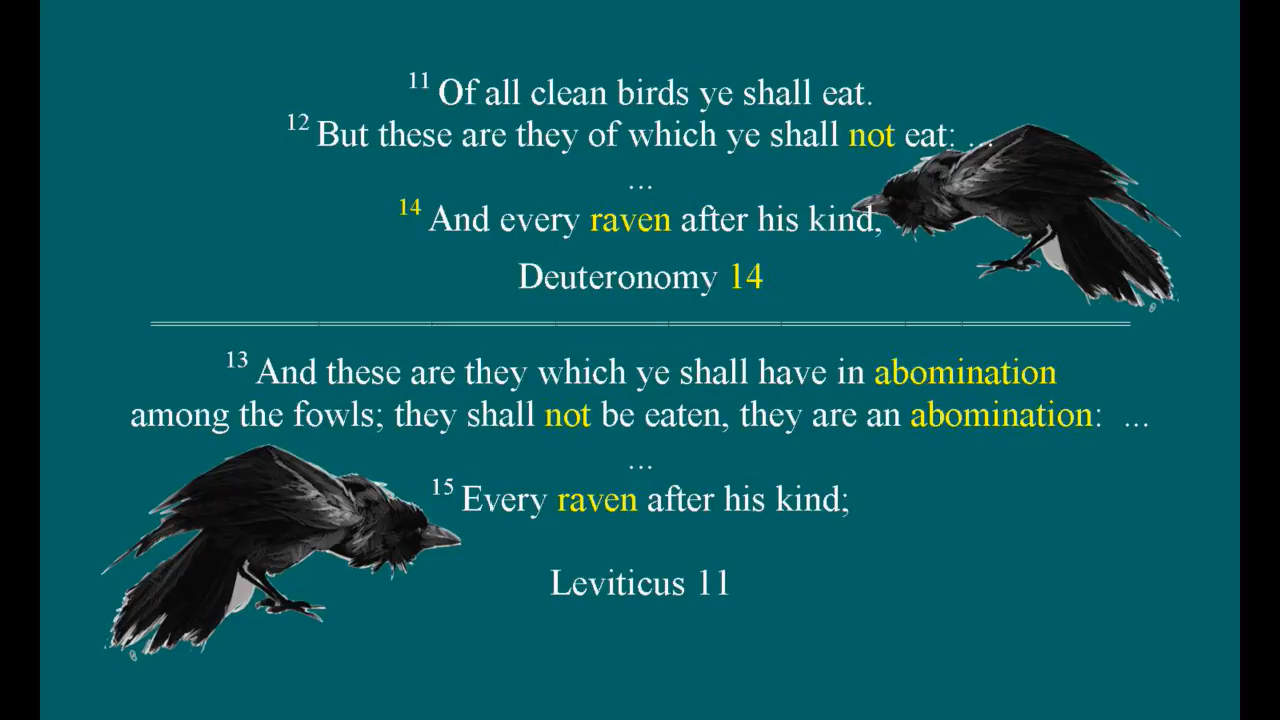 11 Of all clean birds ye shall eat.
12 But these are they of which ye shall not eat: ...
...
14 And every raven after his kind,
Deuteronomy 14
13 And these are they which ye shall have in abomination
among the fowls; they shall not be eaten, they are an abomination: ...
...
15 Every raven after his kind;
Leviticus 11